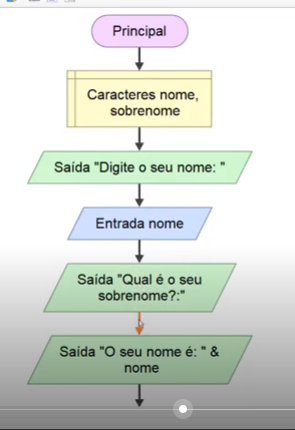 Principal
Caracteres nome,
sobrenome
Saída "Digite o seu nome: "
Entrada nome
Saída "Qual é o seu
sobrenome?:"
Saída "O seu nome é: " &
nome